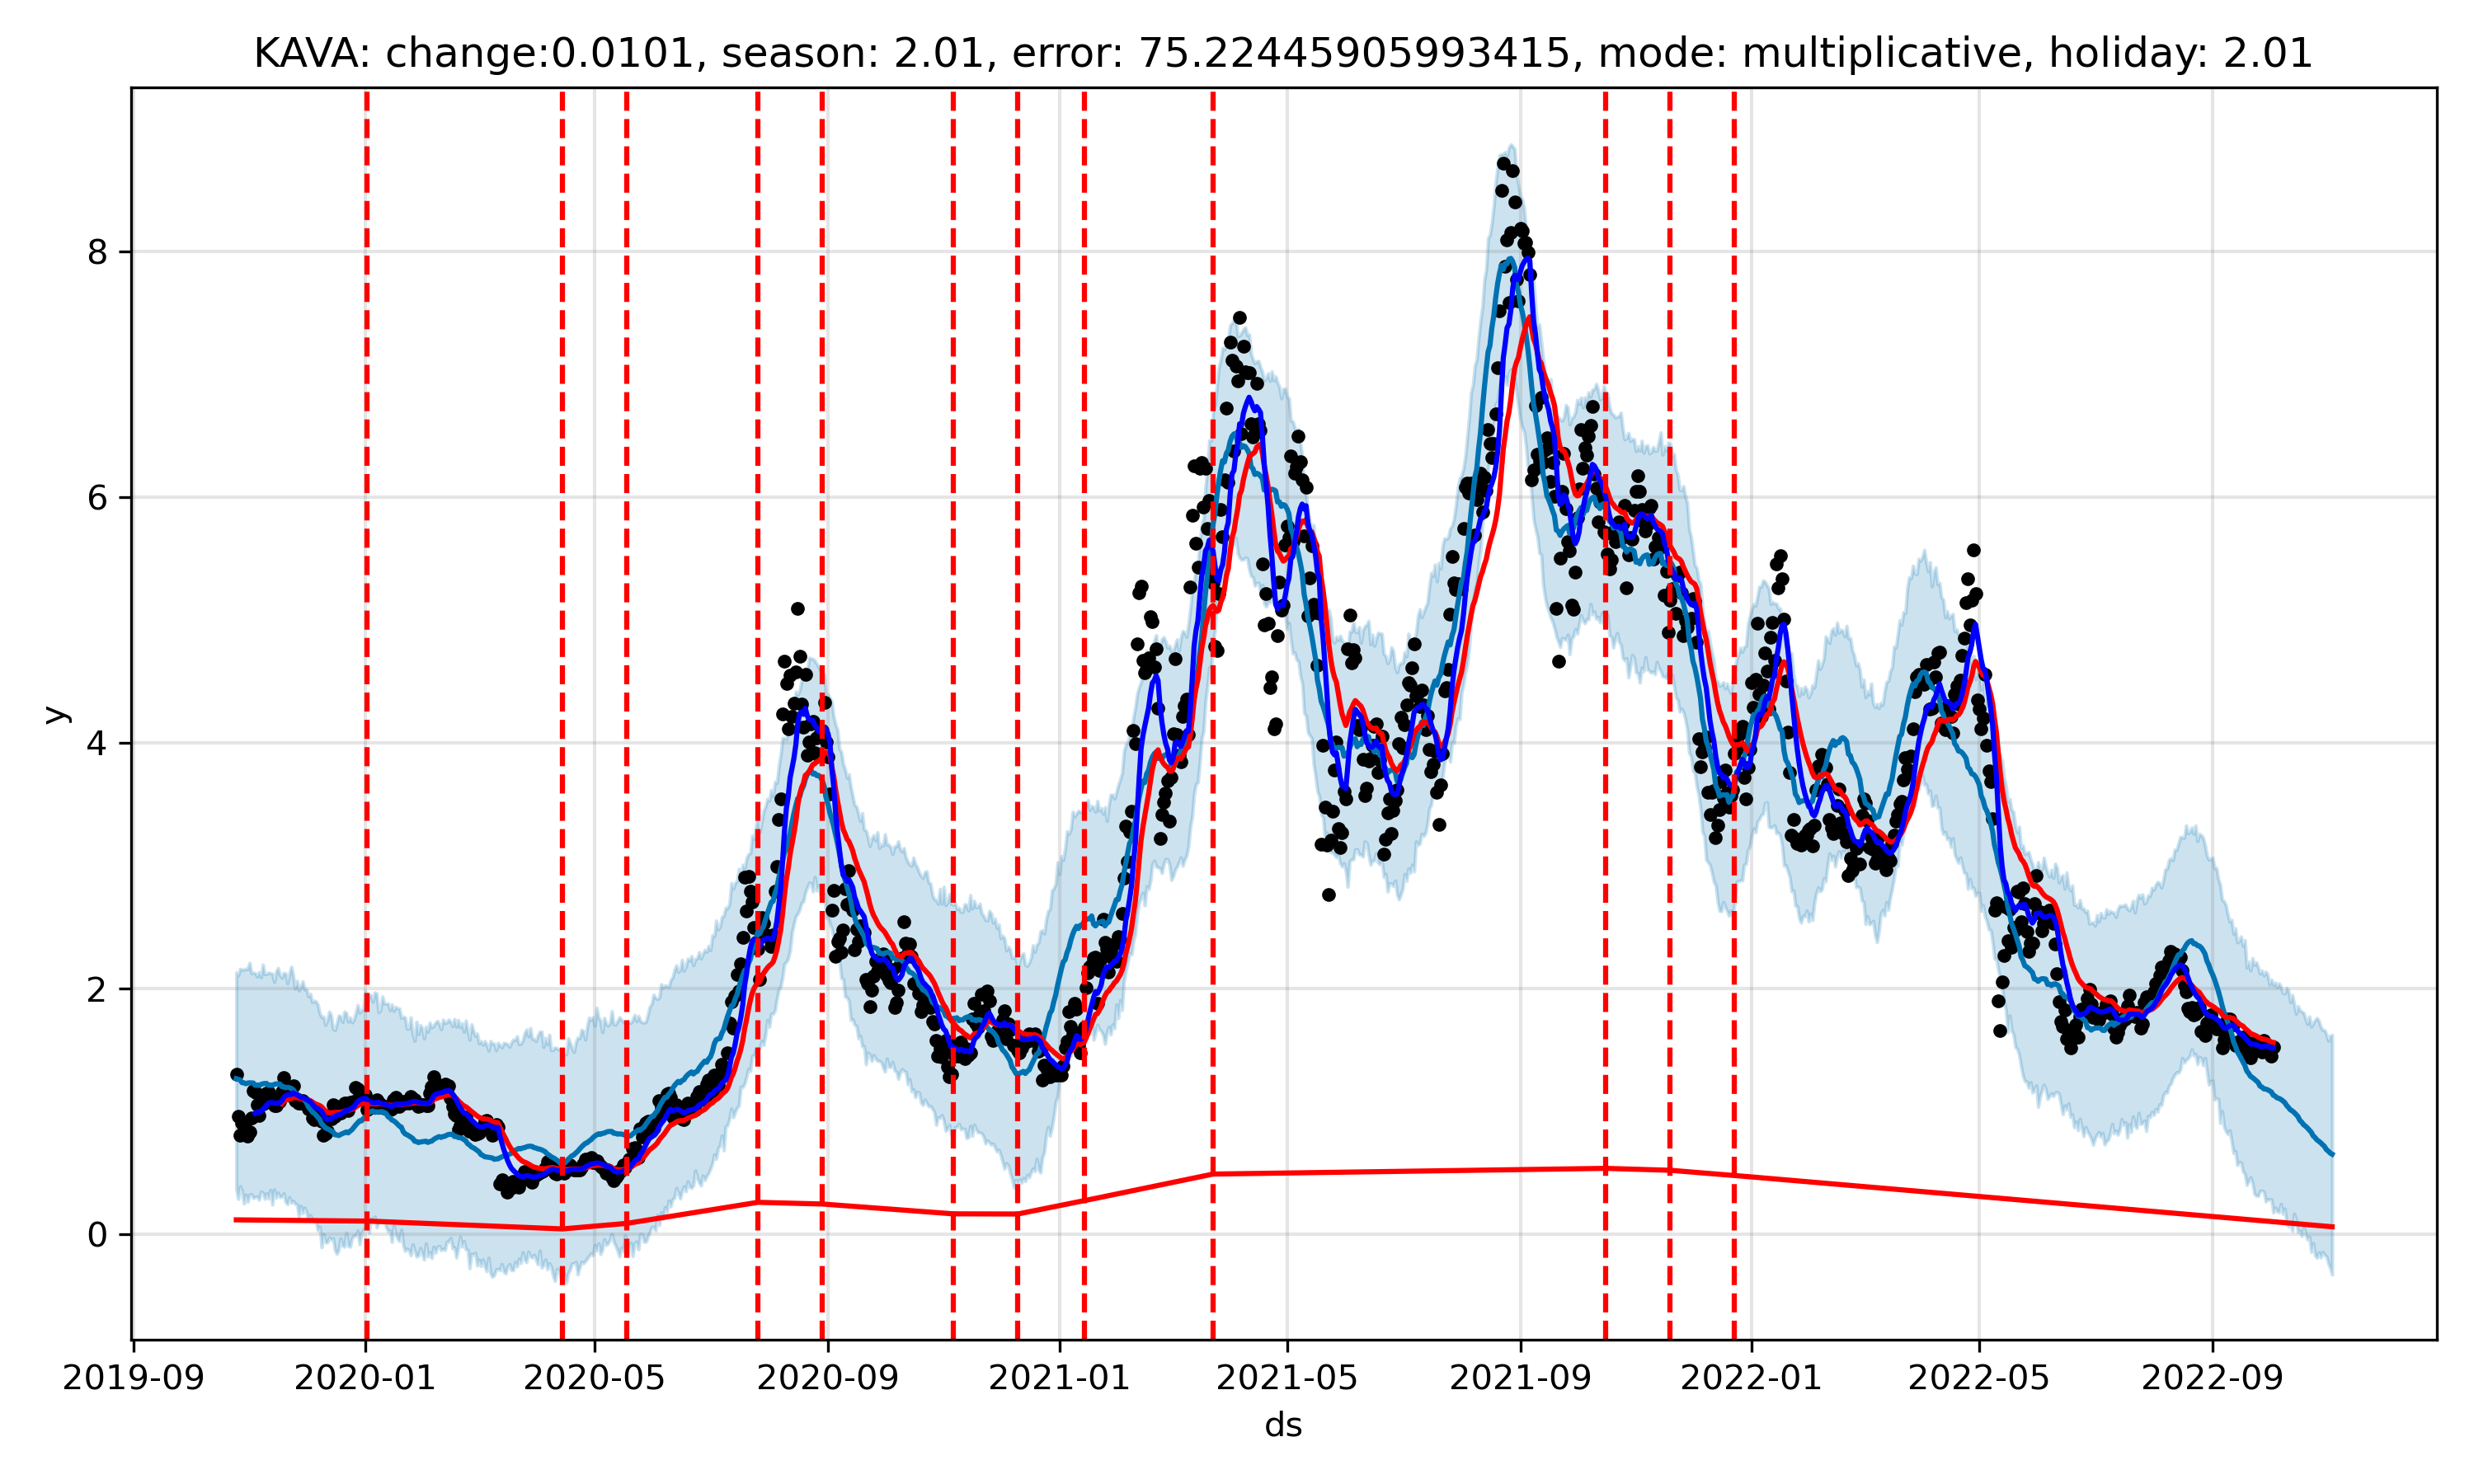 KAVA: change:0.0101, season: 2.01, error: 75.22445905993415, mode: multiplicative, holiday: 2.01
y
8
6
4
2
0
2019-09 2020-01 2020-05 2020-09 2021-01 2021-05 2021-09 2022-01 2022-05 2022-09
ds